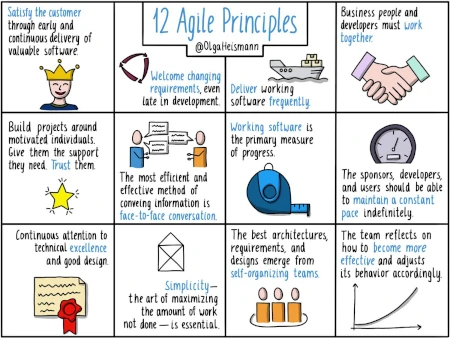 12 Agile Principles
@OlgaHeismann
Satisfy the customer
through early and
continuous delivery of
valuable software.
Welcome changing
requirements, even
late in development.
Deliver working
software frequently.
Business people and
developers must work
together.
Build projects around
motivated individuals.
Give them the support
they need. Trust them.
The most efficient and
effective method of
conveing information is
face-to-face conversation.
Working software is
the primary measure
of progress.
The sponsors, developers,
and users should be able
to maintain a constant
pace indefinitely.
Continuous attention to
technical excellence
and good design.
Simplicity—
the art of maximizing
the amount of work
not done — is essential.
The best architectures,
requirements, and
designs emerge from
self-organizing teams.
The team reflects on
how to become more
effective and adjusts
its behavior accordingly.